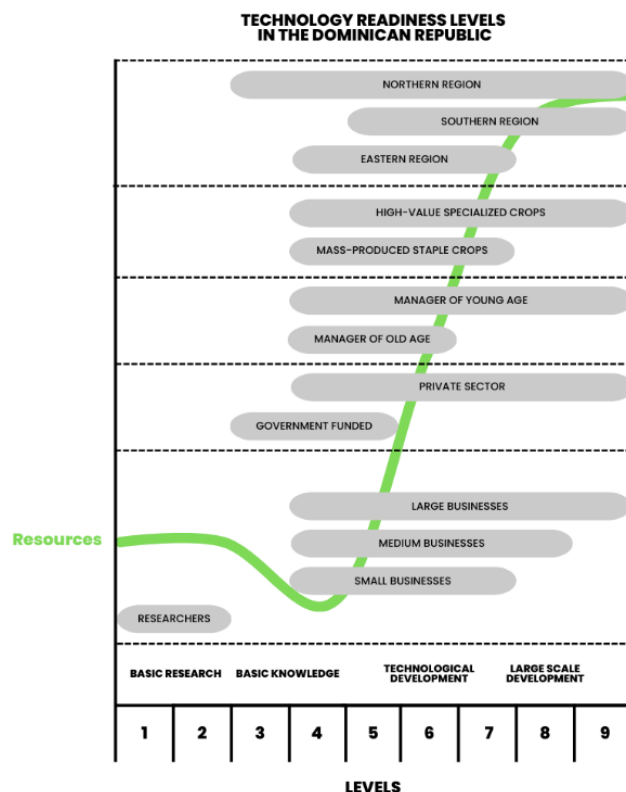 TECHNOLOGY READINESS LEVELS
IN THE DOMINICAN REPUBLIC
NORTHERN REGION
SOUTHERN REGION
EASTERN REGION
HIGH-VALUE SPECIALIZED CROPS
MASS-PRODUCED STAPLE CROPS
MANAGER OF YOUNG AGE
MANAGER OF OLD AGE
PRIVATE SECTOR
GOVERNMENT FUNDED
LARGE BUSINESSES
Resources
MEDIUM BUSINESSES
SMALL BUSINESSES
RESEARCHERS
BASIC RESEARCH
BASIC KNOWLEDGE
TECHNOLOGICAL
DEVELOPMENT
LARGE SCALE
DEVELOPMENT
1 2 3 4 5 6 7 8 9
LEVELS